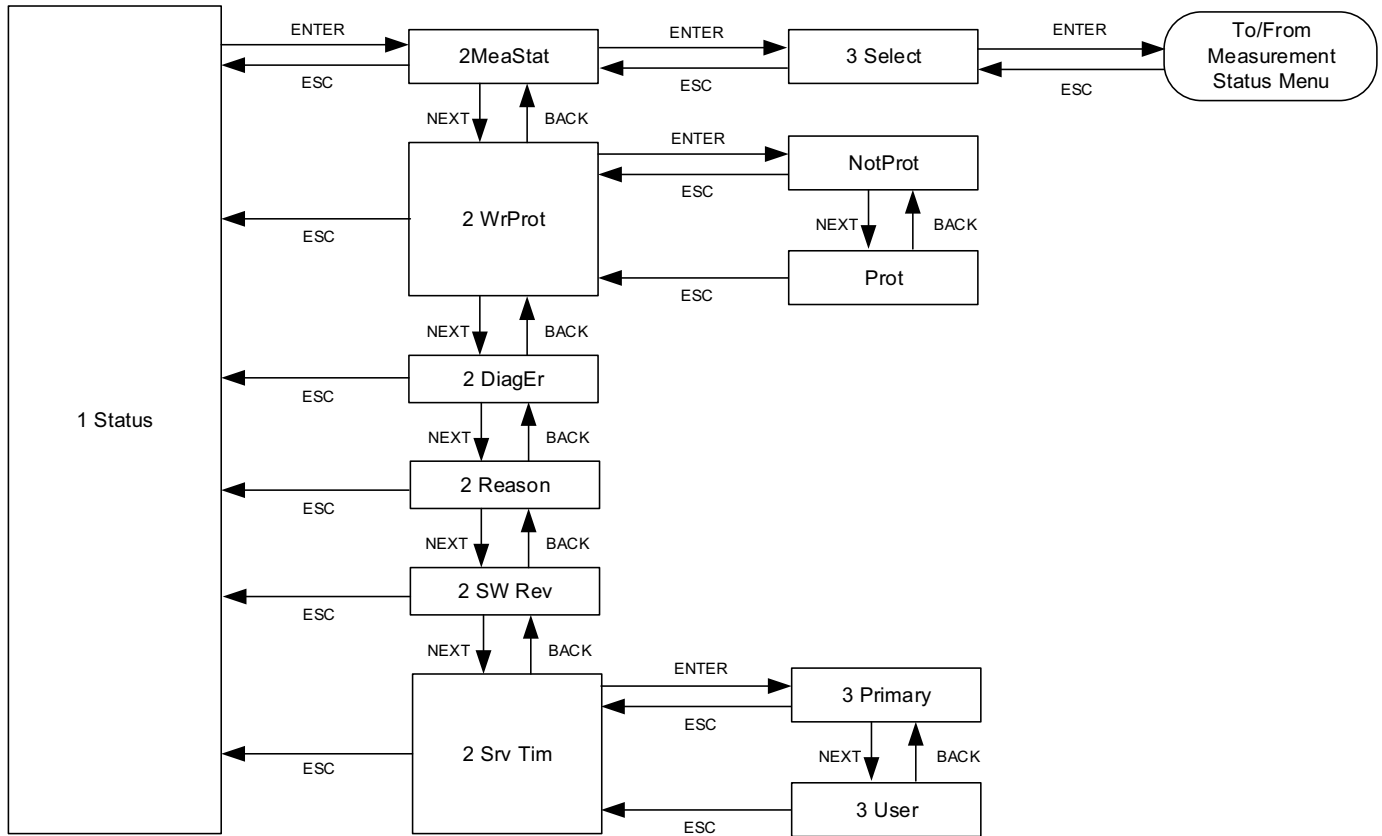 1 Status
ENTER
ESC
2MeaStat
ENTER
ESC
3 Select
ENTER
ESC
To/From
Measurement
Status Menu
NEXT
BACK
2 WrProt
ESC
ENTER
ESC
NotProt
NEXT
BACK
Prot
ESC
NEXT
BACK
2 DiagEr
ESC
NEXT
BACK
2 Reason
ESC
NEXT
BACK
2 SW Rev
ESC
NEXT
BACK
2 Srv Tim
ESC
ENTER
ESC
3 Primary
NEXT
BACK
3 User
ESC